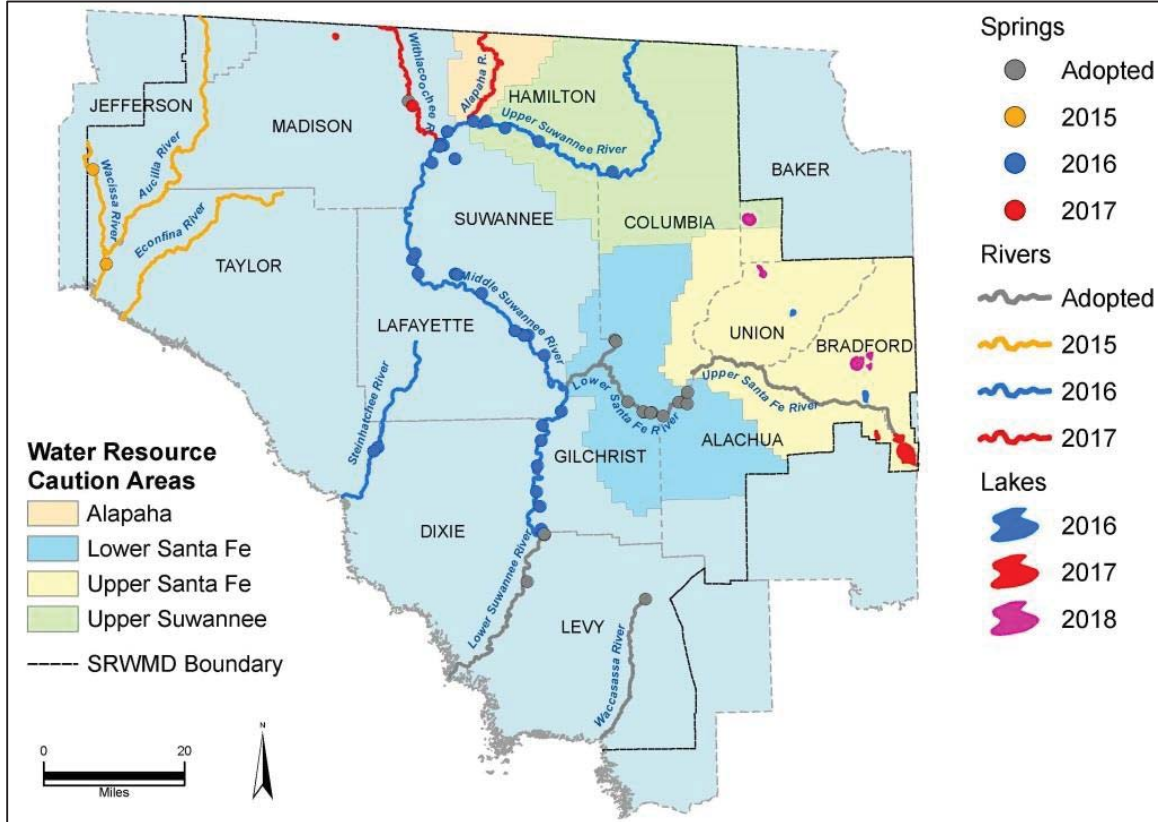 JEFFERSON
MADISON
HAMILTON
BAKER
SUWANNEE
COLUMBIA
TAYLOR
LAFAYETTE
UNION
BRADFORD
GILCHRIST
ALACHUA
DIXIE
LEVY
Wacissa River
Aucilla River
Econfina River
Withlacoochee R.
Alapaha R.
Upper Suwannee River
Middle Suwannee River
Steinhatchee River
Lower Santa Fe River
Upper Santa Fe River
Lower Suwannee River
Waccasassa River
Water Resource
Caution Areas
Alapaha
Lower Santa Fe
Upper Santa Fe
Upper Suwannee
SRWMD Boundary
0 20
Miles
N
Springs
Adopted
2015
2016
2017
Rivers
Adopted
2015
2016
2017
Lakes
2016
2017
2018